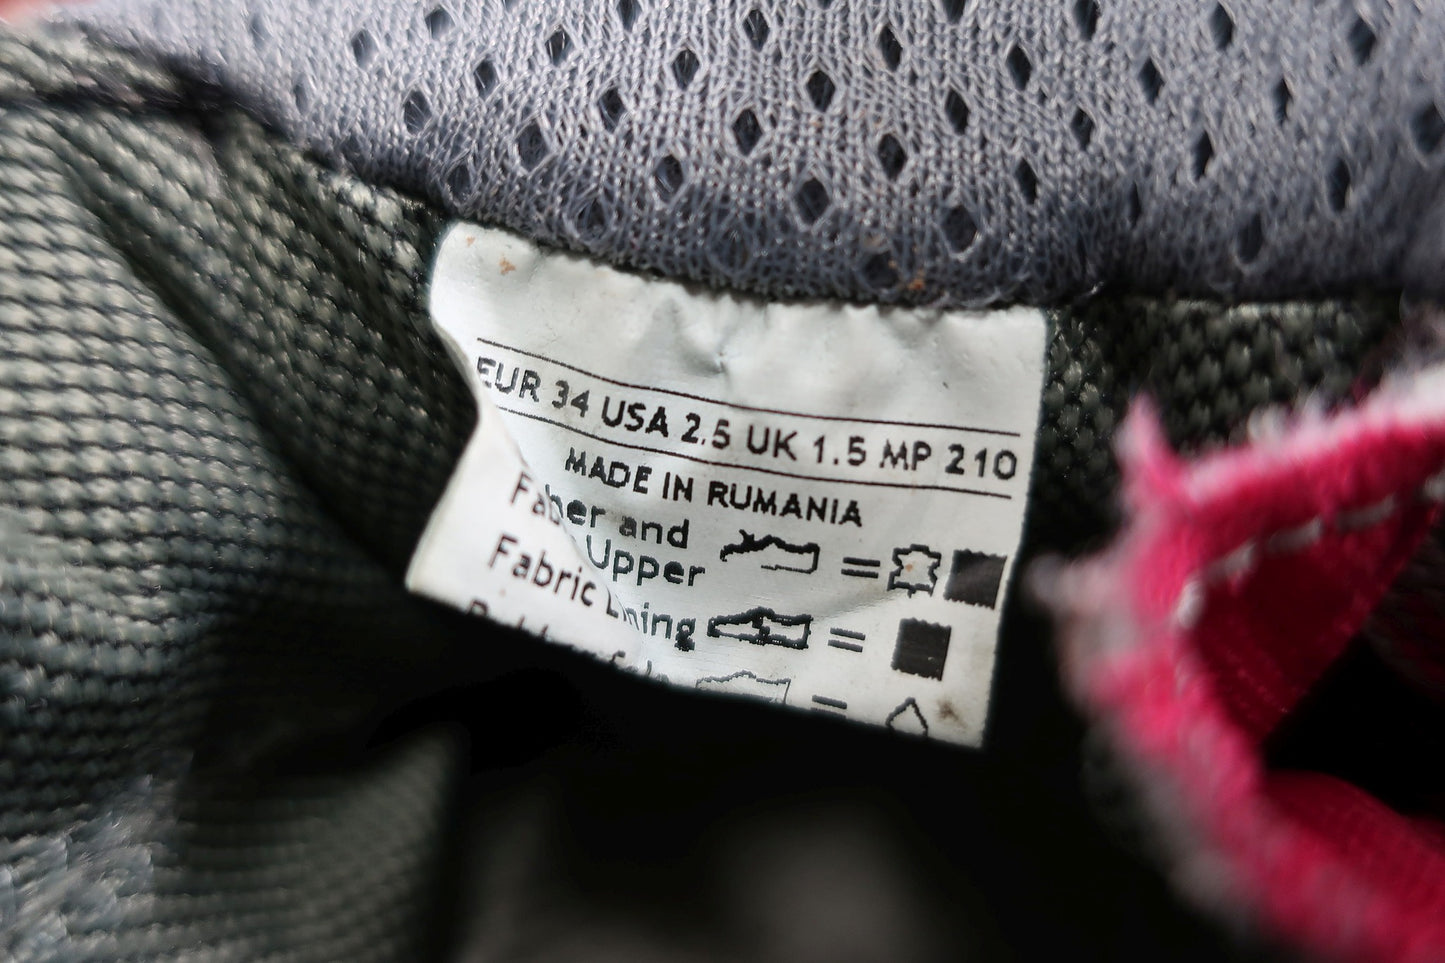 EUR 34 USA 2.5 UK 1.5 MP 210
MADE IN RUMANIA
Faber and
Upper
Fabric Lining